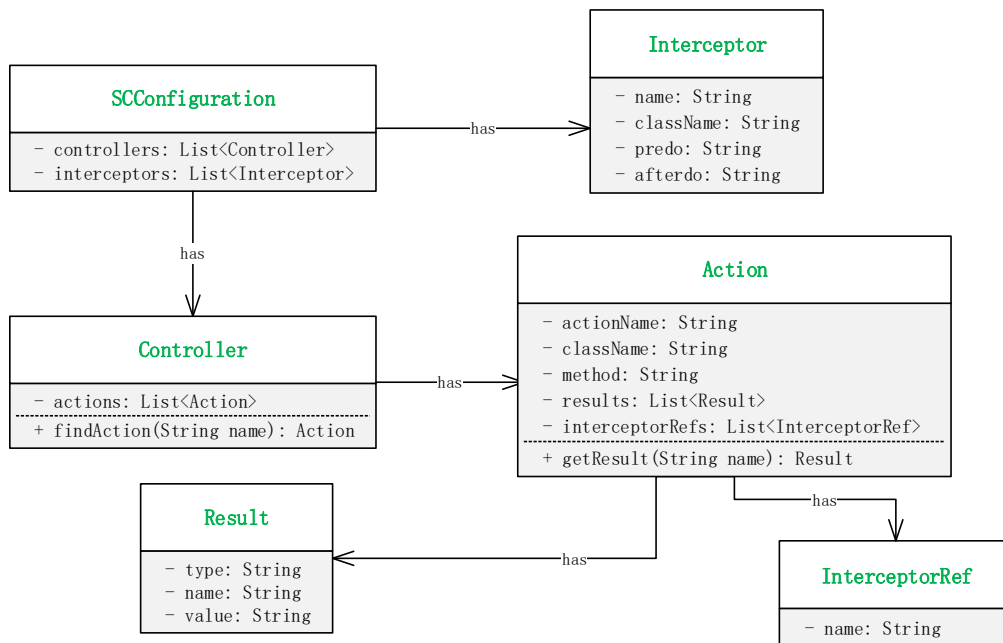 Interceptor
- name: String
- className: String
- predo: String
- afterdo: String
SCConfiguration
- controllers: List<Controller>
- interceptors: List<Interceptor>
has
has
Action
- actionName: String
- className: String
- method: String
- results: List<Result>
- interceptorRefs: List<InterceptorRef>
+ getResult(String name): Result
Controller
- actions: List<Action>
+ findAction(String name): Action
has
Result
- type: String
- name: String
- value: String
has
has
InterceptorRef
- name: String